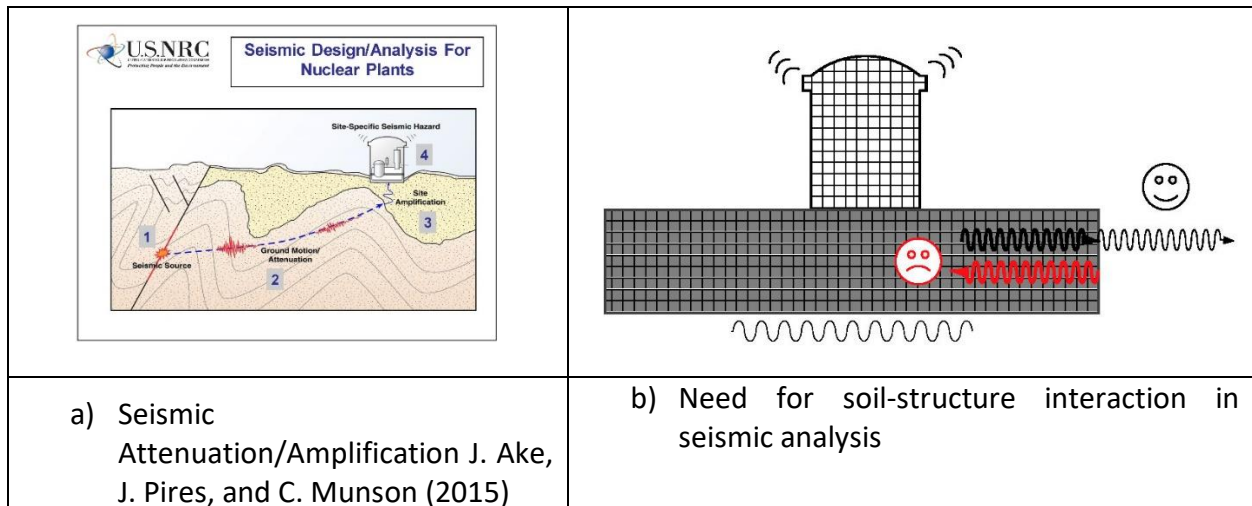 U.S.NRC
Protecting People and the Environment
Seismic Design/Analysis For
Nuclear Plants
Site-Specific Seismic Hazard
4
Site
Amplification
3
1
Seismic Source
Ground Motion/
Attenuation
2
a) Seismic
Attenuation/Amplification J. Ake,
J. Pires, and C. Munson (2015)
b) Need for soil-structure interaction in
seismic analysis